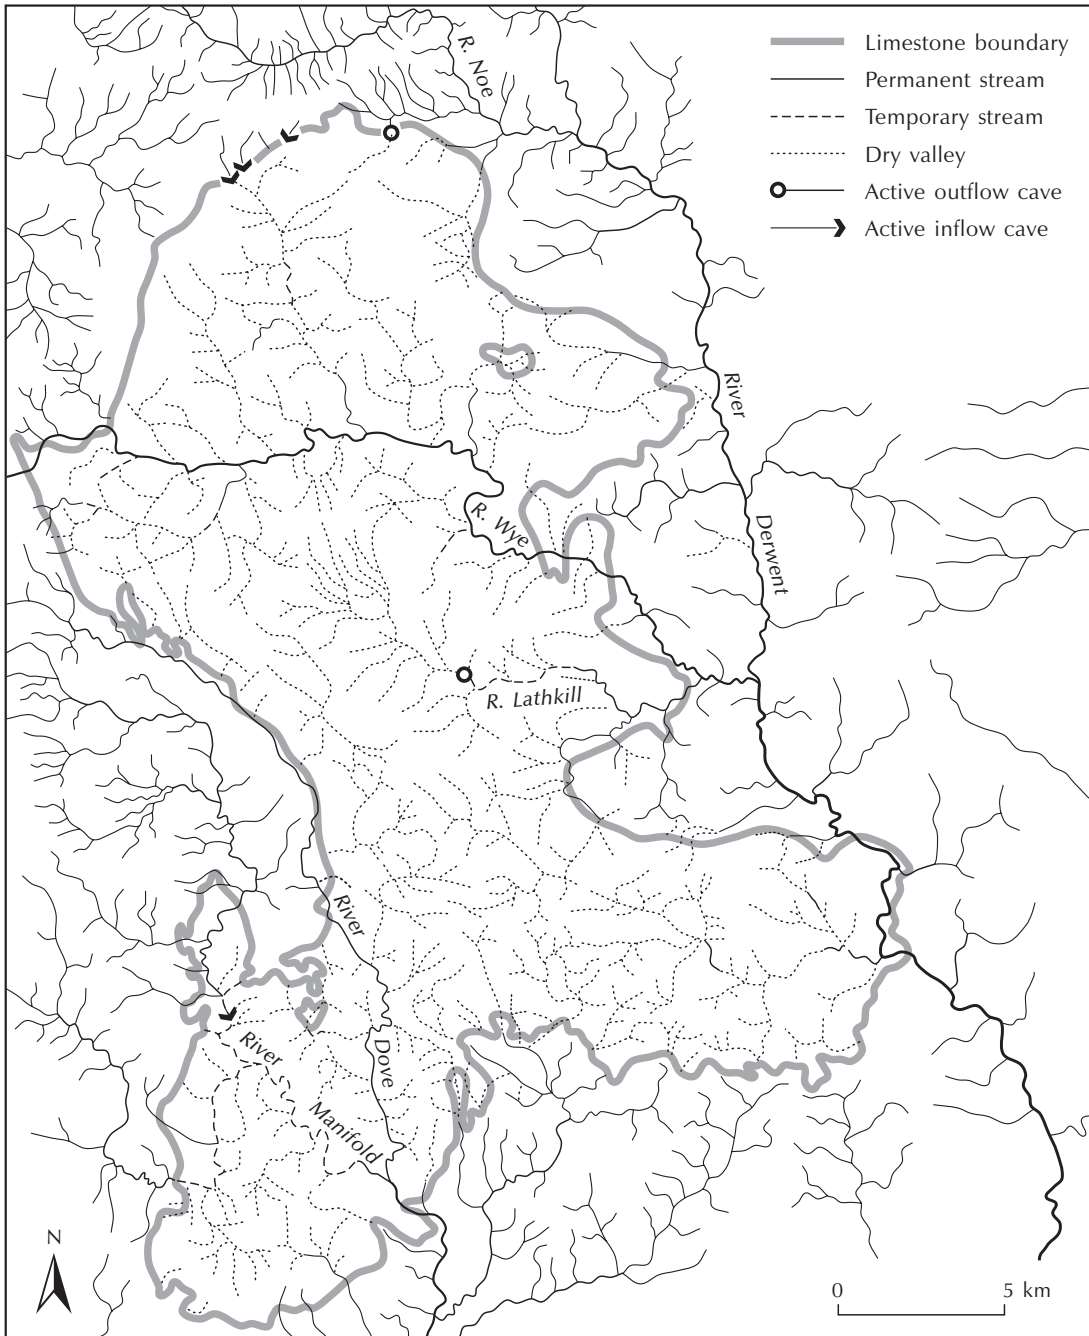 Limestone boundary
Permanent stream
Temporary stream
Dry valley
Active outflow cave
Active inflow cave
R. Noe
River
Derwent
R. Wye
R. Lathkill
River
Dove
River
Manifold
N
0 5 km